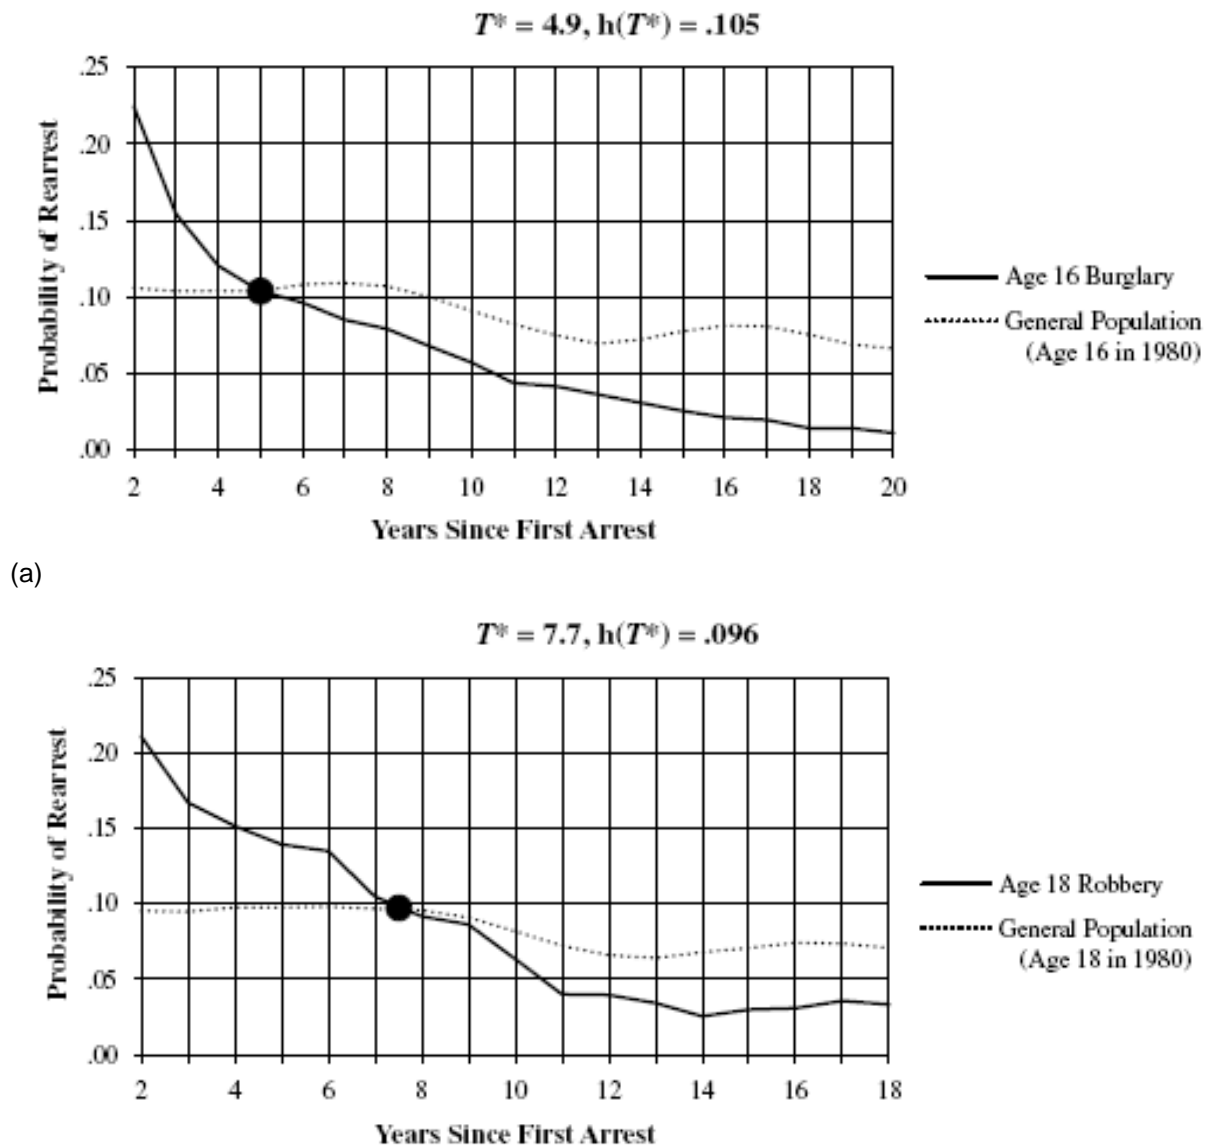 T* = 4.9, h(T*) = .105
.25
.20
.15
.10
.05
.00
Probability of Rearrest
2 4 6 8 10 12 14 16 18 20
Years Since First Arrest
Age 16 Burglary
General Population
(Age 16 in 1980)
(a)
T* = 7.7, h(T*) = .096
.25
.20
.15
.10
.05
.00
Probability of Rearrest
2 4 6 8 10 12 14 16 18
Years Since First Arrest
Age 18 Robbery
General Population
(Age 18 in 1980)